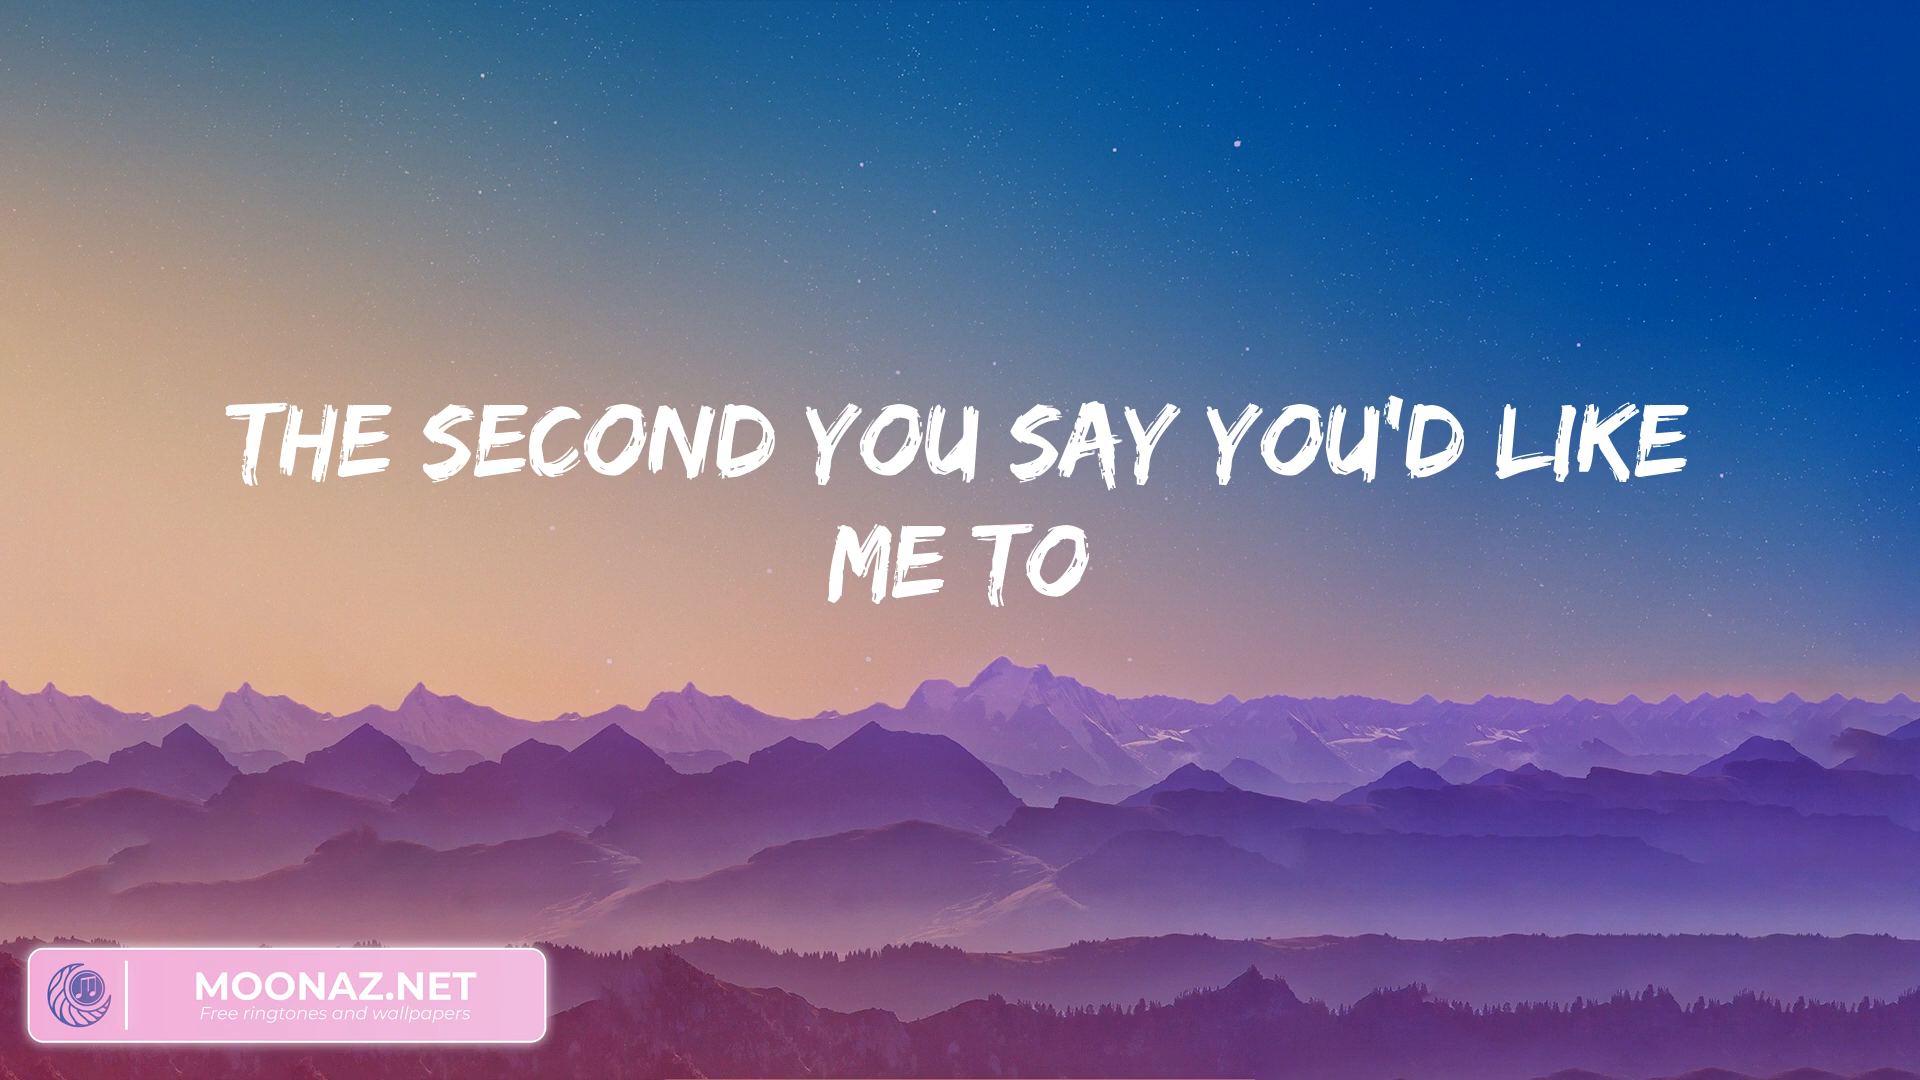 THE SECOND YOU SAY YOU'D LIKE
ME TO
MOONAZ.NET
Free ringtones and wallpapers